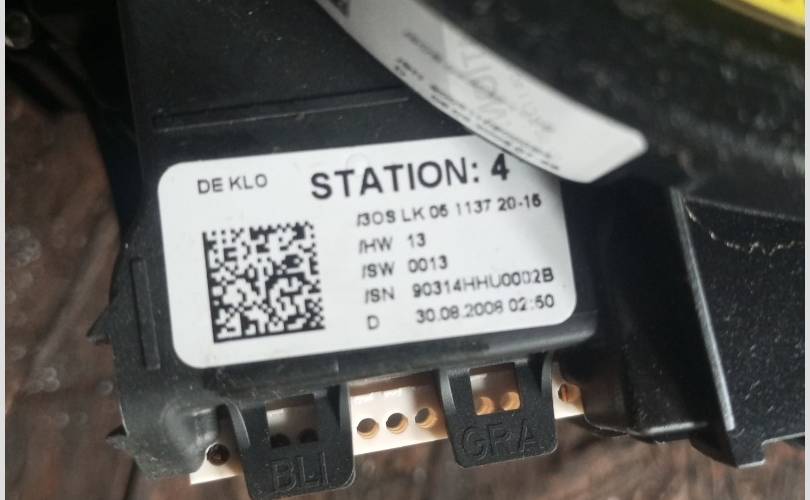 DE KLO
STATION: 4
/3OS LK 05 1137 20-15
/HW 13
/SW 0013
/SN 90314HHU0002B
D 30.08.2008 02:50
BLI
GRA